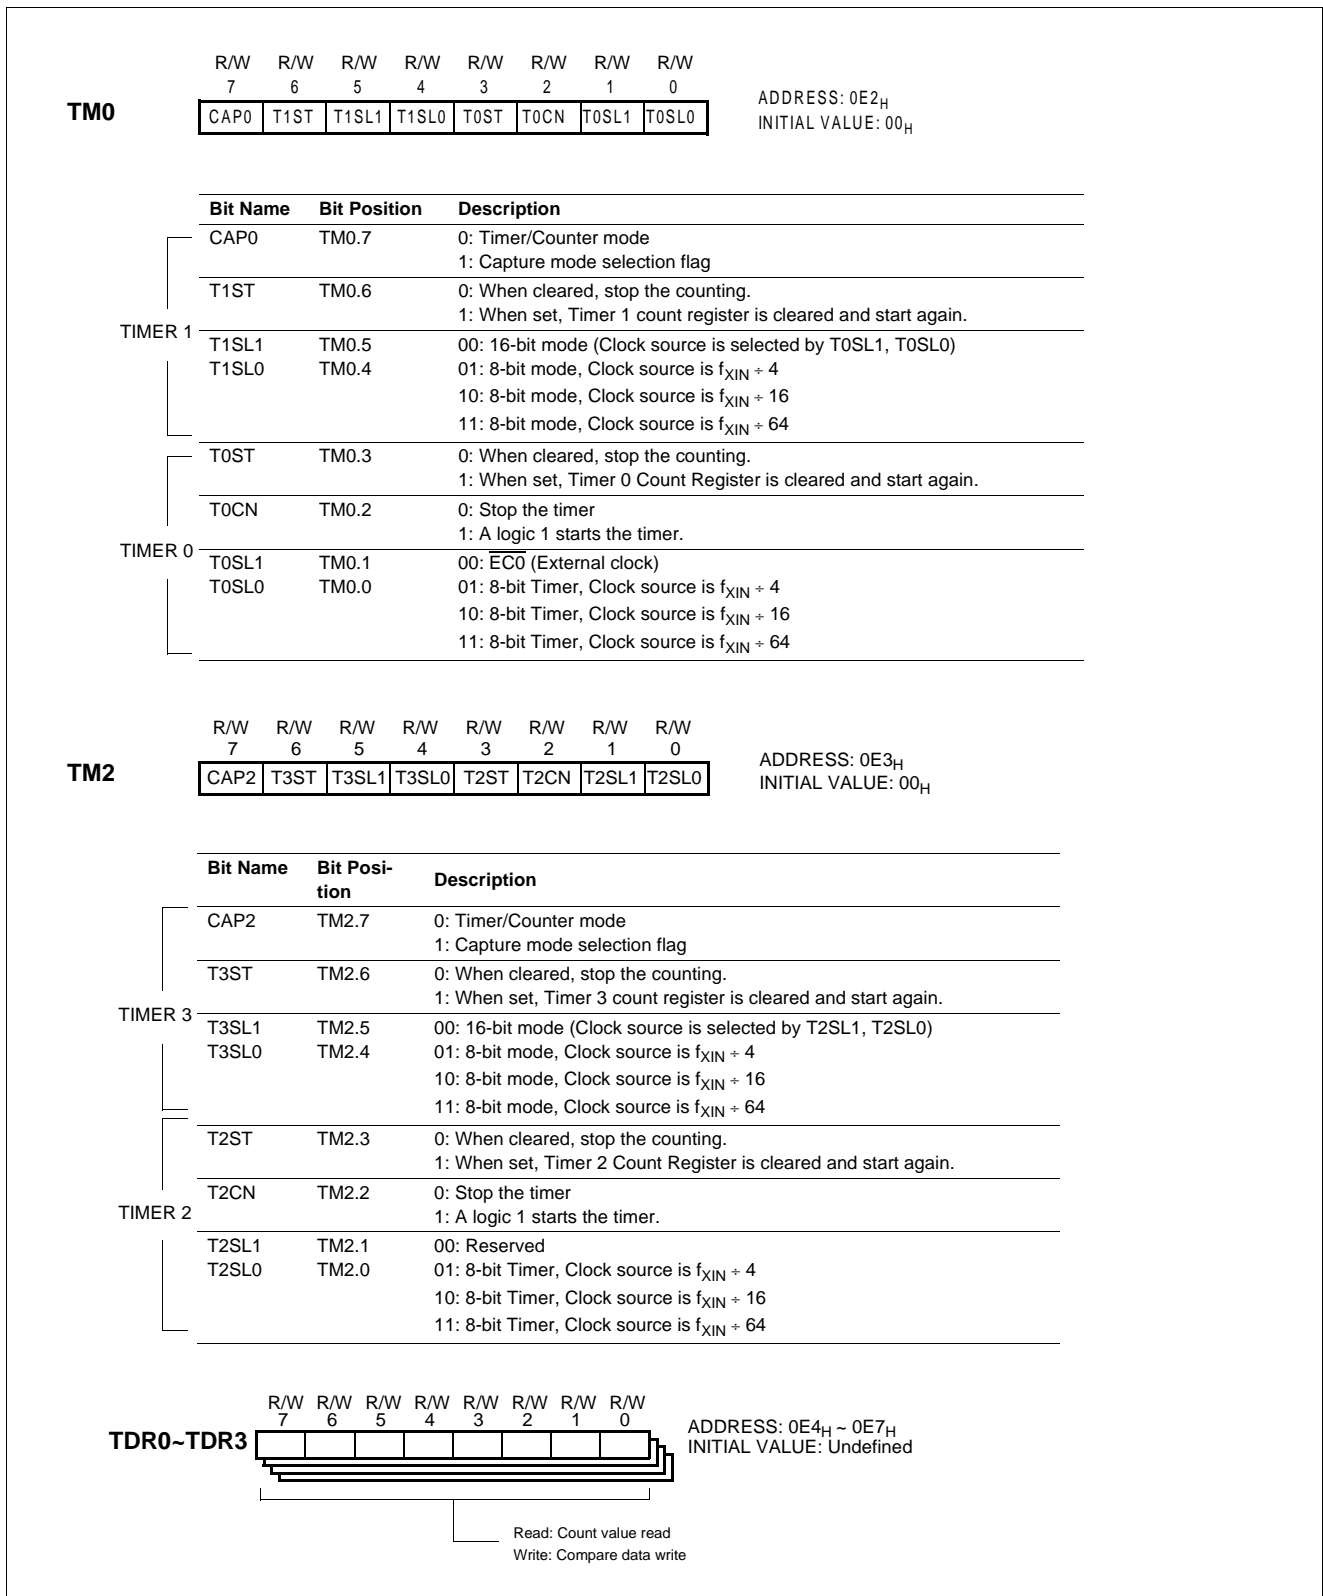 R/W R/W R/W R/W R/W R/W R/W R/W
7 6 5 4 3 2 1 0
TM0 CAP0 T1ST T1SL1 T1SL0 T0ST T0CN T0SL1 T0SL0
ADDRESS: 0E2H
INITIAL VALUE: 00H
Bit Name Bit Position Description
CAP0 TM0.7 0: Timer/Counter mode
1: Capture mode selection flag
T1ST TM0.6 0: When cleared, stop the counting.
1: When set, Timer 1 count register is cleared and start again.
TIMER 1
T1SL1 TM0.5 00: 16-bit mode (Clock source is selected by T0SL1, T0SL0)
T1SL0 TM0.4 01: 8-bit mode, Clock source is fXIN ÷ 4
10: 8-bit mode, Clock source is fXIN ÷ 16
11: 8-bit mode, Clock source is fXIN ÷ 64
T0ST TM0.3 0: When cleared, stop the counting.
1: When set, Timer 0 Count Register is cleared and start again.
T0CN TM0.2 0: Stop the timer
1: A logic 1 starts the timer.
TIMER 0
T0SL1 TM0.1 00: EC0 (External clock)
T0SL0 TM0.0 01: 8-bit Timer, Clock source is fXIN ÷ 4
10: 8-bit Timer, Clock source is fXIN ÷ 16
11: 8-bit Timer, Clock source is fXIN ÷ 64
R/W R/W R/W R/W R/W R/W R/W R/W
7 6 5 4 3 2 1 0
TM2 CAP2 T3ST T3SL1 T3SL0 T2ST T2CN T2SL1 T2SL0
ADDRESS: 0E3H
INITIAL VALUE: 00H
Bit Name Bit Posi-
tion Description
CAP2 TM2.7 0: Timer/Counter mode
1: Capture mode selection flag
T3ST TM2.6 0: When cleared, stop the counting.
1: When set, Timer 3 count register is cleared and start again.
TIMER 3
T3SL1 TM2.5 00: 16-bit mode (Clock source is selected by T2SL1, T2SL0)
T3SL0 TM2.4 01: 8-bit mode, Clock source is fXIN ÷ 4
10: 8-bit mode, Clock source is fXIN ÷ 16
11: 8-bit mode, Clock source is fXIN ÷ 64
T2ST TM2.3 0: When cleared, stop the counting.
1: When set, Timer 2 Count Register is cleared and start again.
T2CN TM2.2 0: Stop the timer
TIMER 2
1: A logic 1 starts the timer.
T2SL1 TM2.1 00: Reserved
T2SL0 TM2.0 01: 8-bit Timer, Clock source is fXIN ÷ 4
10: 8-bit Timer, Clock source is fXIN ÷ 16
11: 8-bit Timer, Clock source is fXIN ÷ 64
R/W R/W R/W R/W R/W R/W R/W R/W
7 6 5 4 3 2 1 0
TDR0~TDR3
ADDRESS: 0E4H ~ 0E7H
INITIAL VALUE: Undefined
Read: Count value read
Write: Compare data write